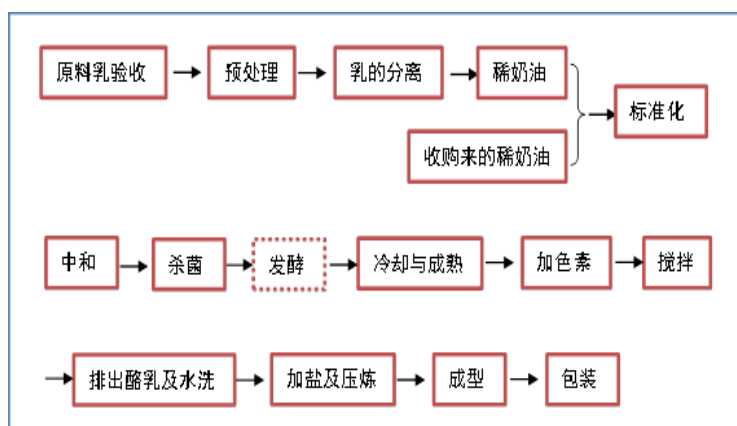 原料乳验收 预处理 乳的分离 稀奶油
标准化
收购来的稀奶油
中和 杀菌 发酵 冷却与成熟 加色素 搅拌
排出酪乳及水洗 加盐及压炼 成型 包装